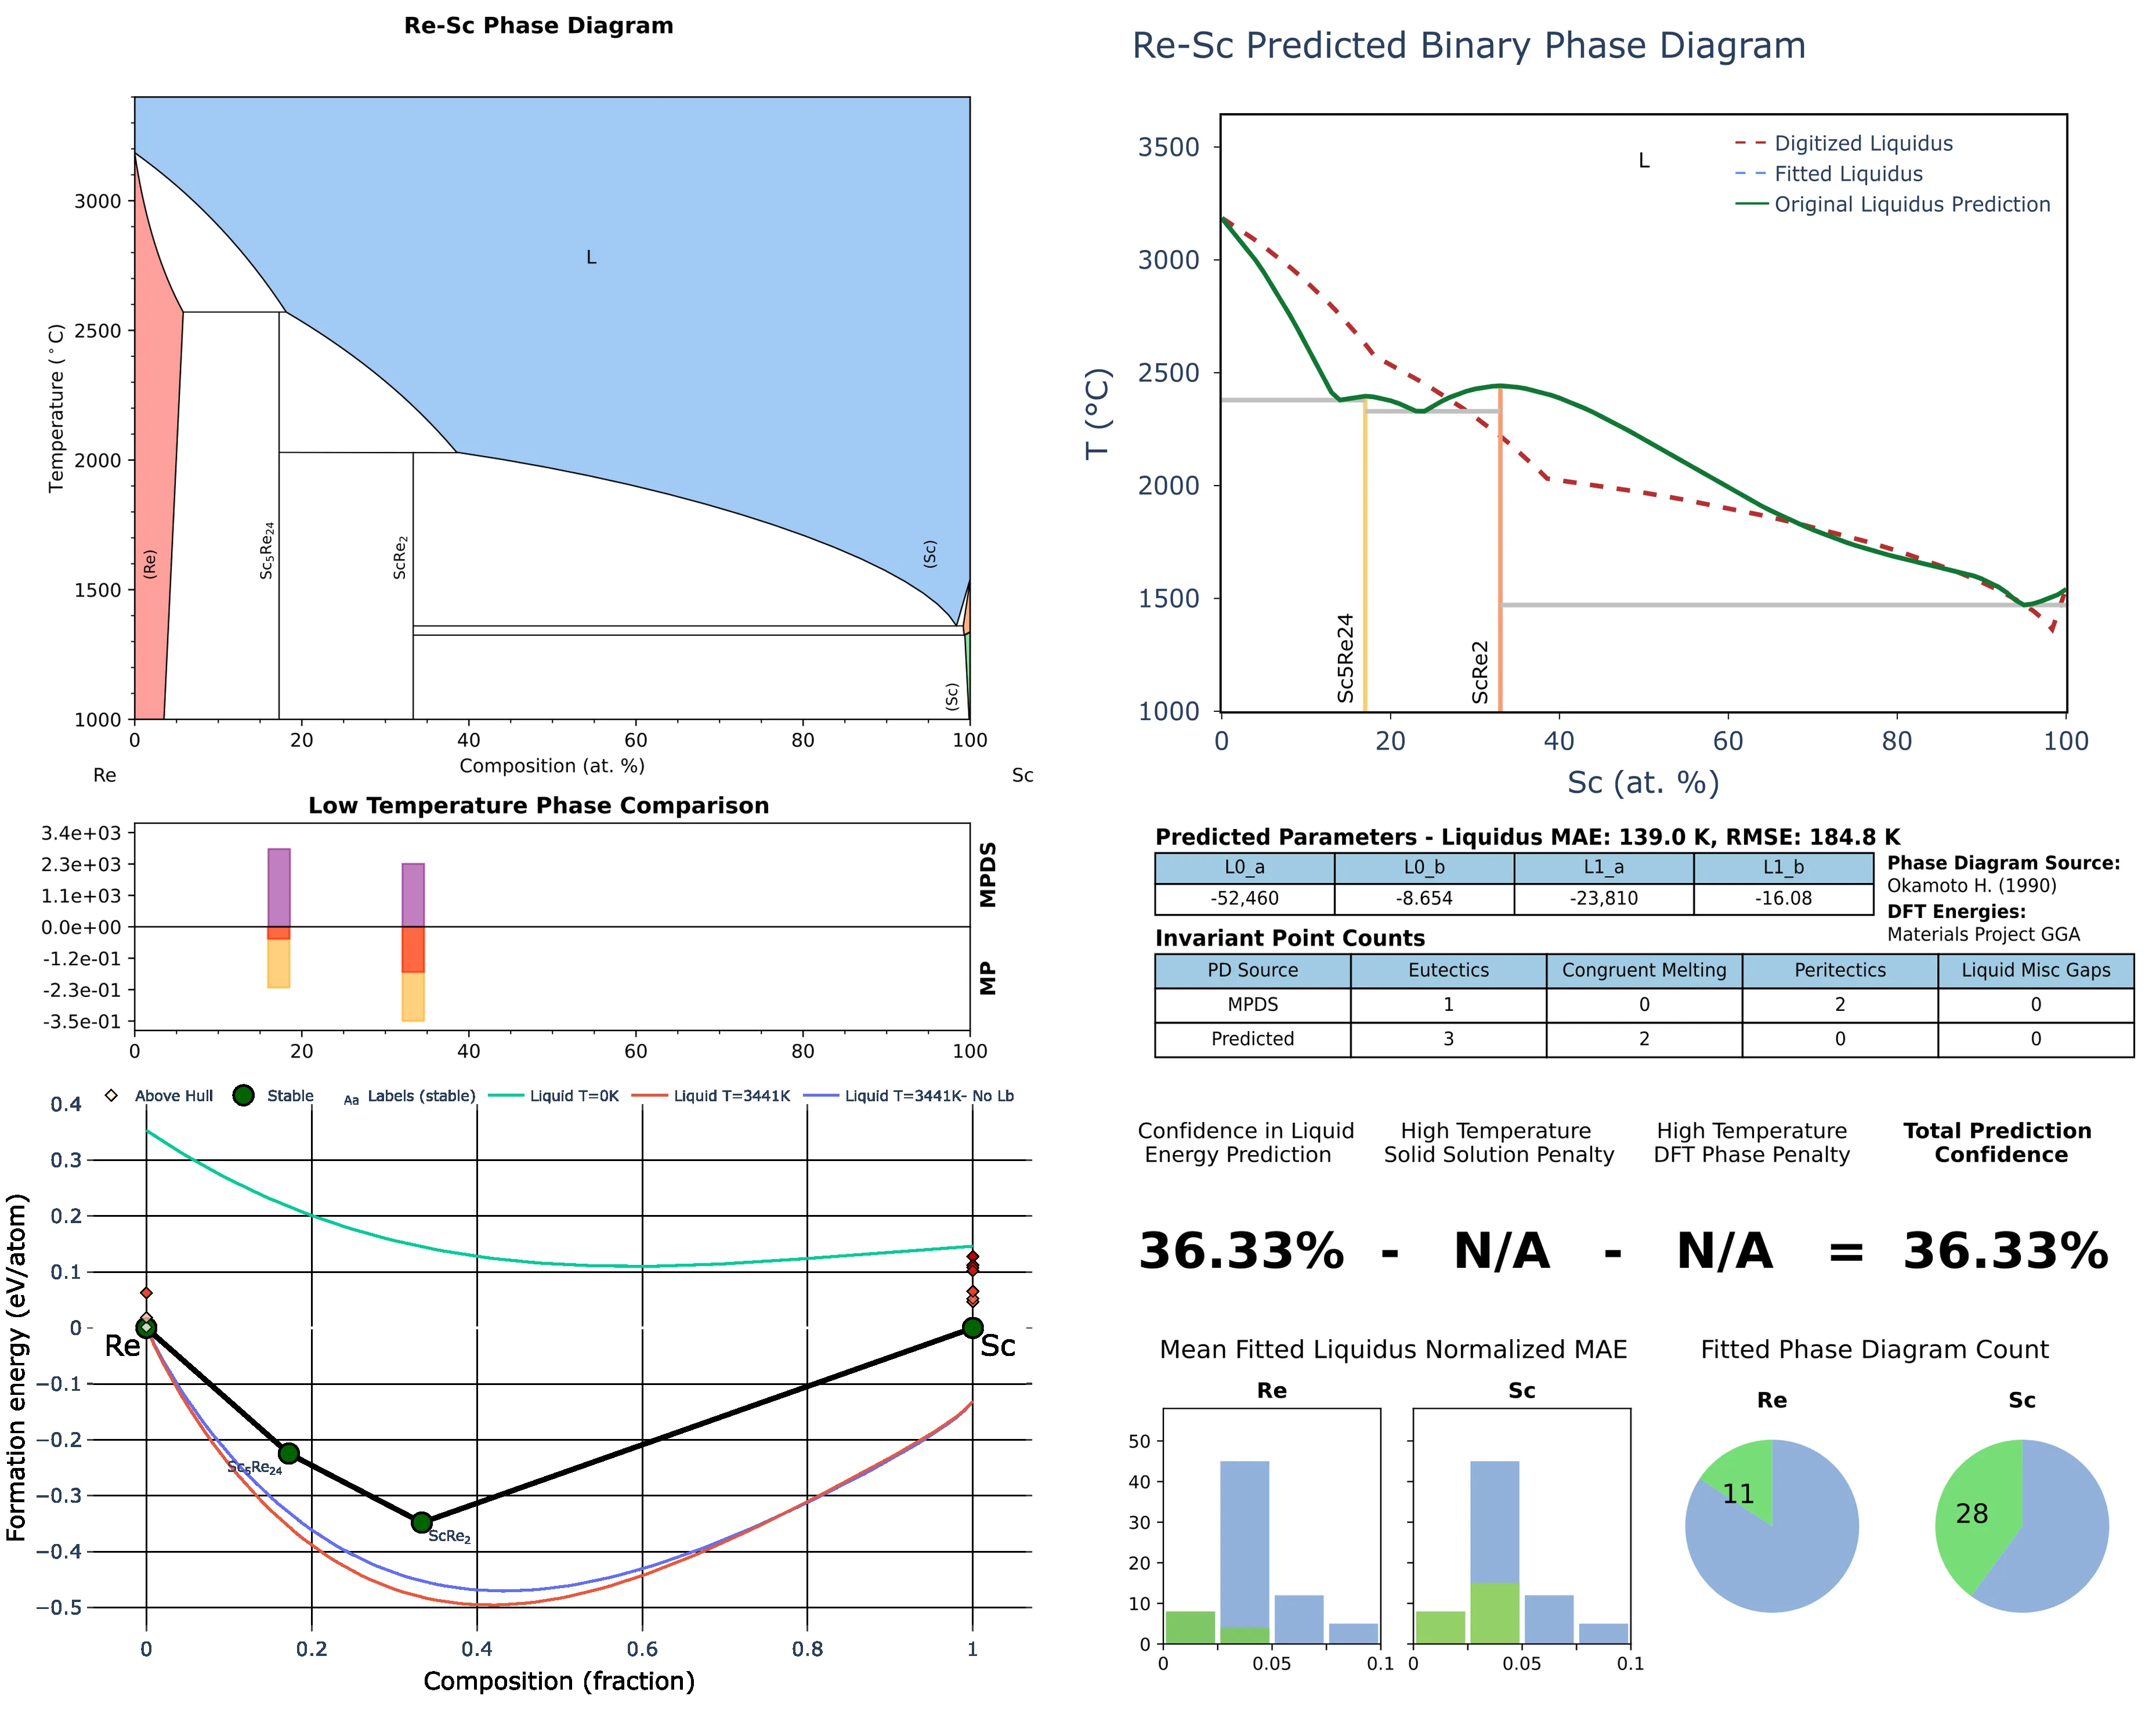 Re-Sc Phase Diagram
Temperature (°C)
3000
2500
2000
1500
1000
L
(Re)
Sc5Re24
ScRe2
(Sc)
(Sc)
0 20 40 60 80 100
Composition (at. %)
Re Sc
Low Temperature Phase Comparison
3.4e+03
2.3e+03
1.1e+03
0.0e+00
-1.2e-01
-2.3e-01
-3.5e-01
MPDS
MP
0 20 40 60 80 100
Above Hull Stable Aa Labels (stable) Liquid T=0K Liquid T=3441K Liquid T=3441K- No Lb
Formation energy (eV/atom)
0.4
0.3
0.2
0.1
0
−0.1
−0.2
−0.3
−0.4
−0.5
Re
Sc
Sc5Re24
ScRe2
0 0.2 0.4 0.6 0.8 1
Composition (fraction)
Re-Sc Predicted Binary Phase Diagram
T (°C)
3500
3000
2500
2000
1500
1000
L
Digitized Liquidus
Fitted Liquidus
Original Liquidus Prediction
Sc5Re24
ScRe2
0 20 40 60 80 100
Sc (at. %)
Predicted Parameters - Liquidus MAE: 139.0 K, RMSE: 184.8 K
L0_a L0_b L1_a L1_b
-52,460 -8.654 -23,810 -16.08
Phase Diagram Source:
Okamoto H. (1990)
DFT Energies:
Materials Project GGA
Invariant Point Counts
PD Source Eutectics Congruent Melting Peritectics Liquid Misc Gaps
MPDS 1 0 2 0
Predicted 3 2 0 0
Confidence in Liquid
Energy Prediction
High Temperature
Solid Solution Penalty
High Temperature
DFT Phase Penalty
Total Prediction
Confidence
36.33% - N/A - N/A = 36.33%
Mean Fitted Liquidus Normalized MAE
Re Sc
50
40
30
20
10
0
0 0.05 0.1
0 0.05 0.1
Fitted Phase Diagram Count
Re Sc
11
28